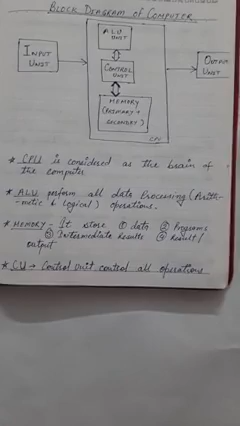 BLOCK DIAGRAM OF COMPUTER
ALU
UNIT
INPUT
UNIT
CONTROL
UNIT
OUTPUT
UNIT
MEMORY
(PRIMARY +
SECONDARY)
CPU
* CPU is considered as the brain of
the computer
* ALU perform all data Processing (Arith-
-metic & Logical) operations.
* MEMORY - It store ① data ② Programs
③ Intermediate Results ④ Result/
output
* CU → Control Unit control all operations